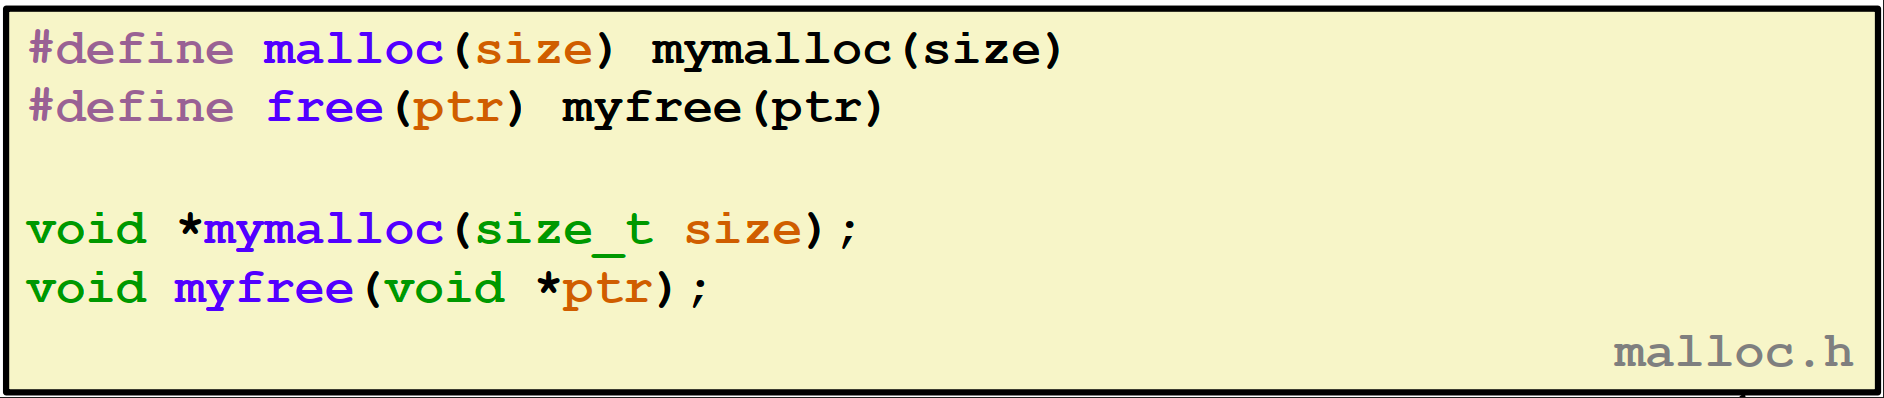 #define malloc(size) mymalloc(size)
#define free(ptr) myfree(ptr)
void *mymalloc(size_t size);
void myfree(void *ptr);
malloc.h